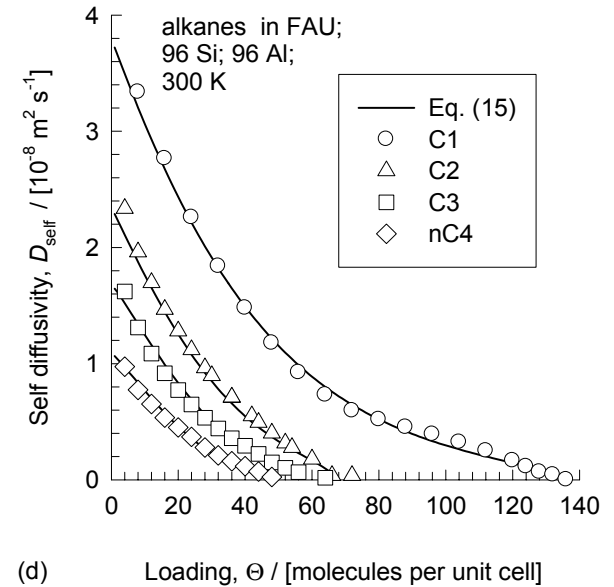 alkanes in FAU;
96 Si; 96 Al;
300 K
Eq. (15)
C1
C2
C3
nC4
Self diffusivity, D_self / [10⁻⁸ m² s⁻¹]
4
3
2
1
0
0 20 40 60 80 100 120 140
(d) Loading, Θ / [molecules per unit cell]